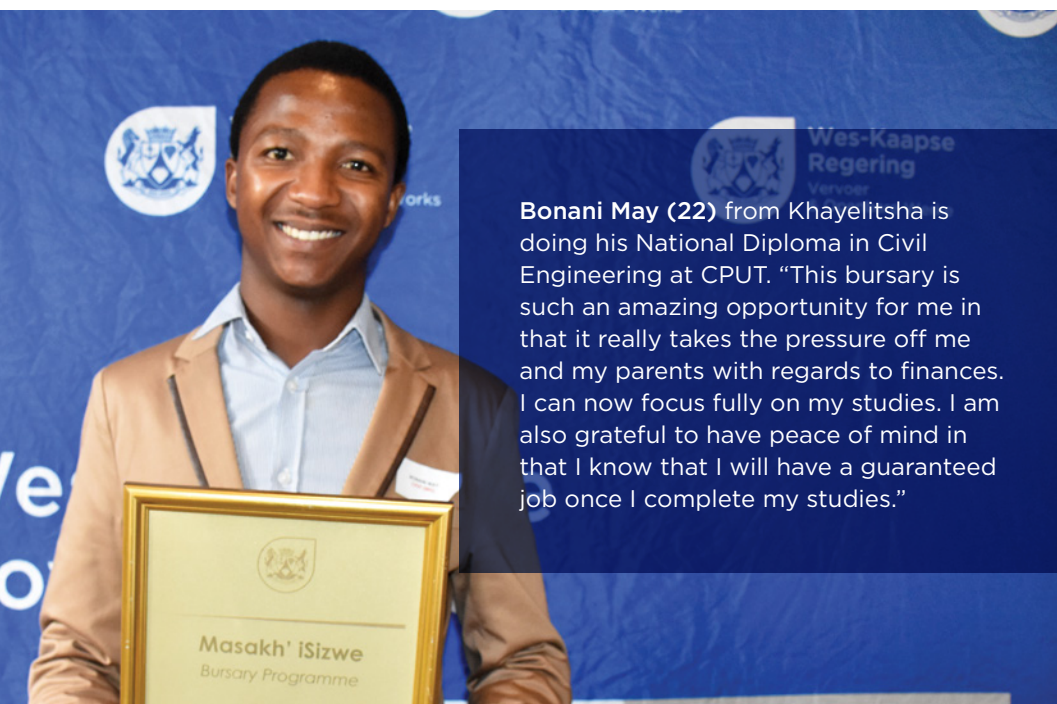 orks
Wes-Kaapse
Regering
Vervoer
Bonani May (22) from Khayelitsha is
doing his National Diploma in Civil
Engineering at CPUT. “This bursary is
such an amazing opportunity for me in
that it really takes the pressure off me
and my parents with regards to finances.
I can now focus fully on my studies. I am
also grateful to have peace of mind in
that I know that I will have a guaranteed
job once I complete my studies.”
Masakh' iSizwe
Bursary Programme